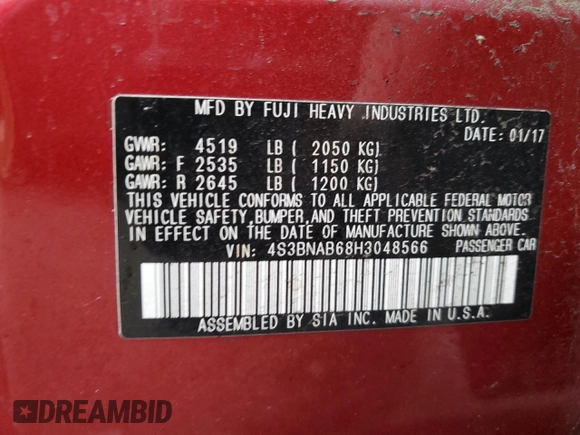 MFD BY FUJI HEAVY INDUSTRIES LTD.
DATE: 01/17
GVWR: 4519 LB ( 2050 KG)
GAWR: F 2535 LB ( 1150 KG)
GAWR: R 2645 LB ( 1200 KG)
THIS VEHICLE CONFORMS TO ALL APPLICABLE FEDERAL MOTOR
VEHICLE SAFETY, BUMPER, AND THEFT PREVENTION STANDARDS
IN EFFECT ON THE DATE OF MANUFACTURE SHOWN ABOVE.
VIN: 4S3BNAB68H3048566 PASSENGER CAR
ASSEMBLED BY SIA INC. MADE IN U.S.A.
DREAMBID